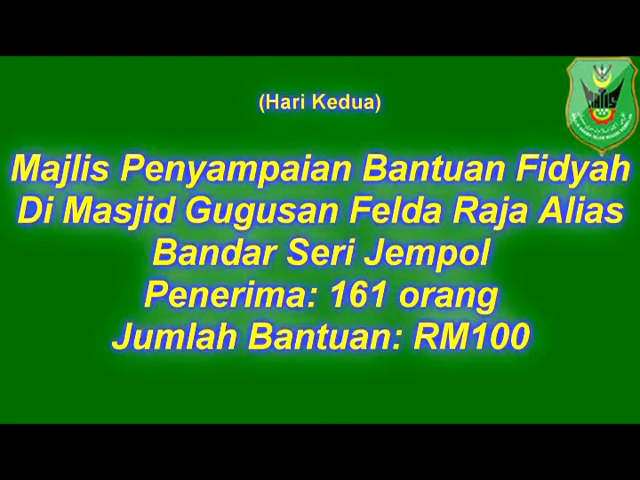 (Hari Kedua)
Majlis Penyampaian Bantuan Fidyah
Di Masjid Gugusan Felda Raja Alias
Bandar Seri Jempol
Penerima: 161 orang
Jumlah Bantuan: RM100